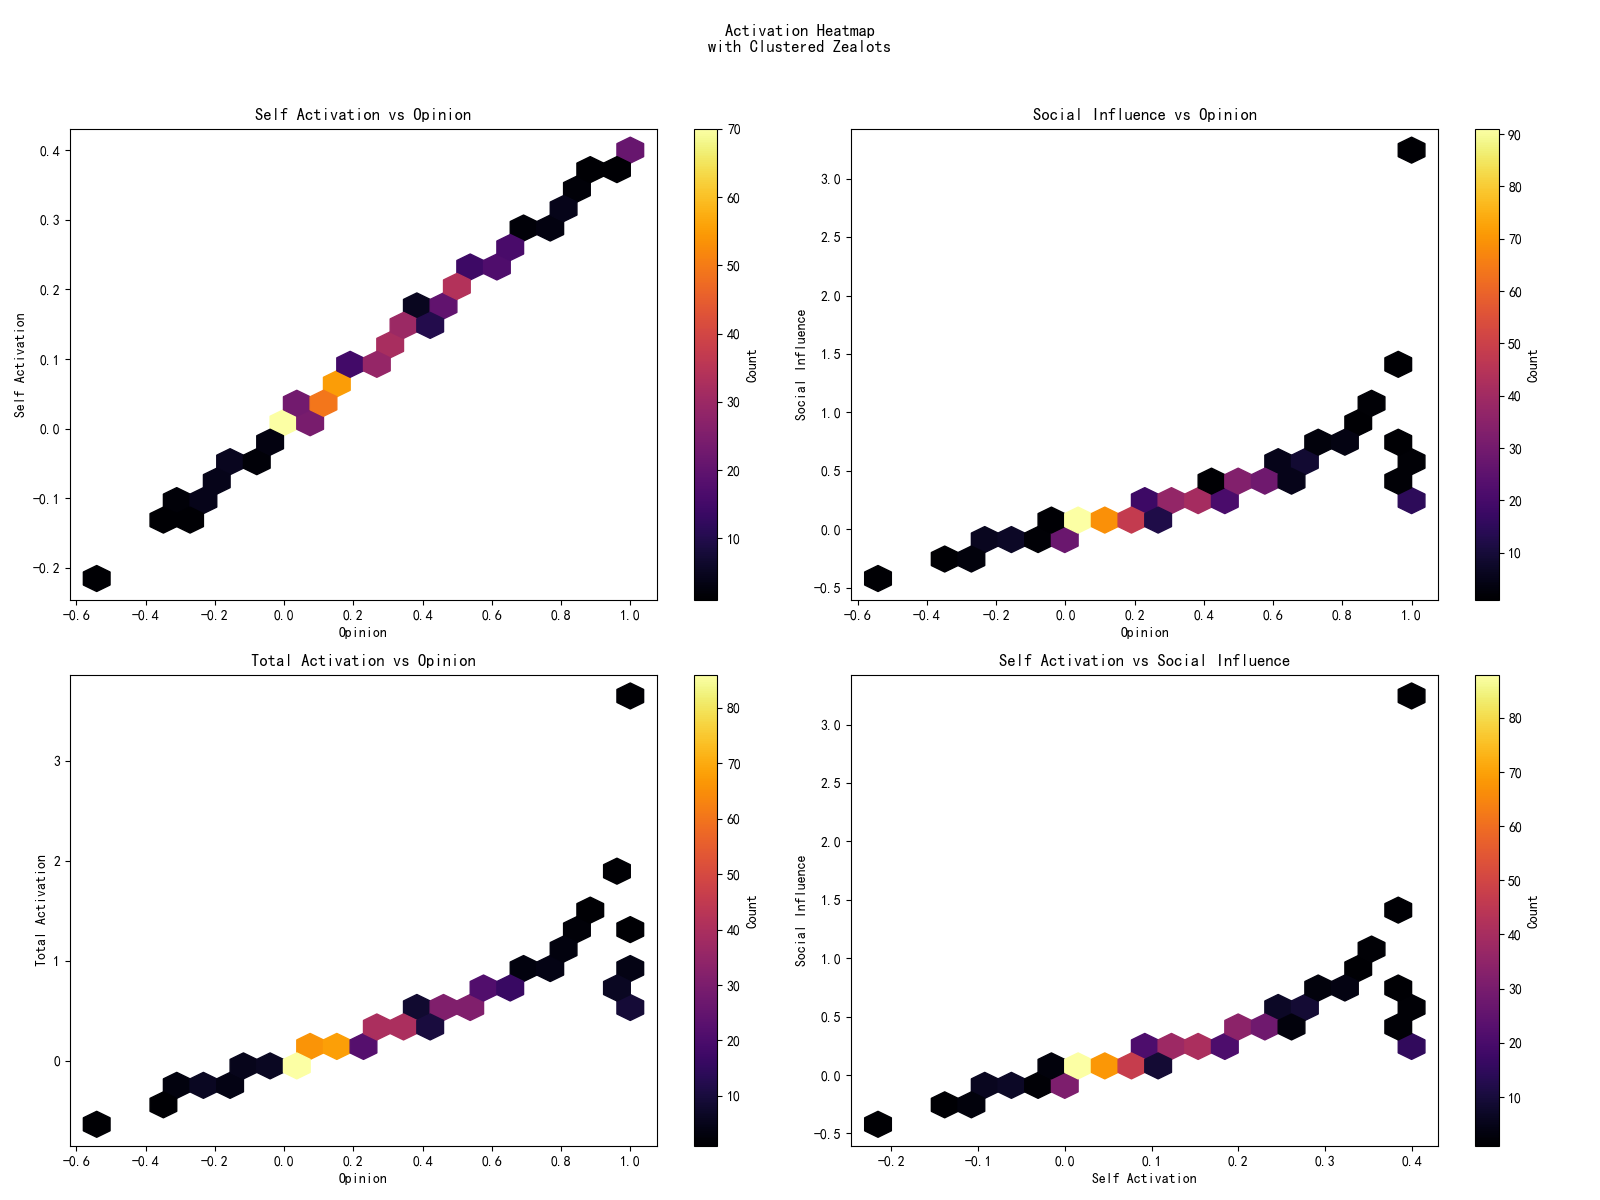 Activation Heatmap
with Clustered Zealots
Self Activation vs Opinion
Self Activation
0.4
0.3
0.2
0.1
0.0
−0.1
−0.2
−0.6 −0.4 −0.2 0.0 0.2 0.4 0.6 0.8 1.0
Opinion
70
60
50
40
30
20
10
Count
Social Influence vs Opinion
Social Influence
3.0
2.5
2.0
1.5
1.0
0.5
0.0
−0.5
−0.6 −0.4 −0.2 0.0 0.2 0.4 0.6 0.8 1.0
Opinion
90
80
70
60
50
40
30
20
10
Count
Total Activation vs Opinion
Total Activation
3
2
1
0
−0.6 −0.4 −0.2 0.0 0.2 0.4 0.6 0.8 1.0
Opinion
80
70
60
50
40
30
20
10
Count
Self Activation vs Social Influence
Social Influence
3.0
2.5
2.0
1.5
1.0
0.5
0.0
−0.5
−0.2 −0.1 0.0 0.1 0.2 0.3 0.4
Self Activation
80
70
60
50
40
30
20
10
Count